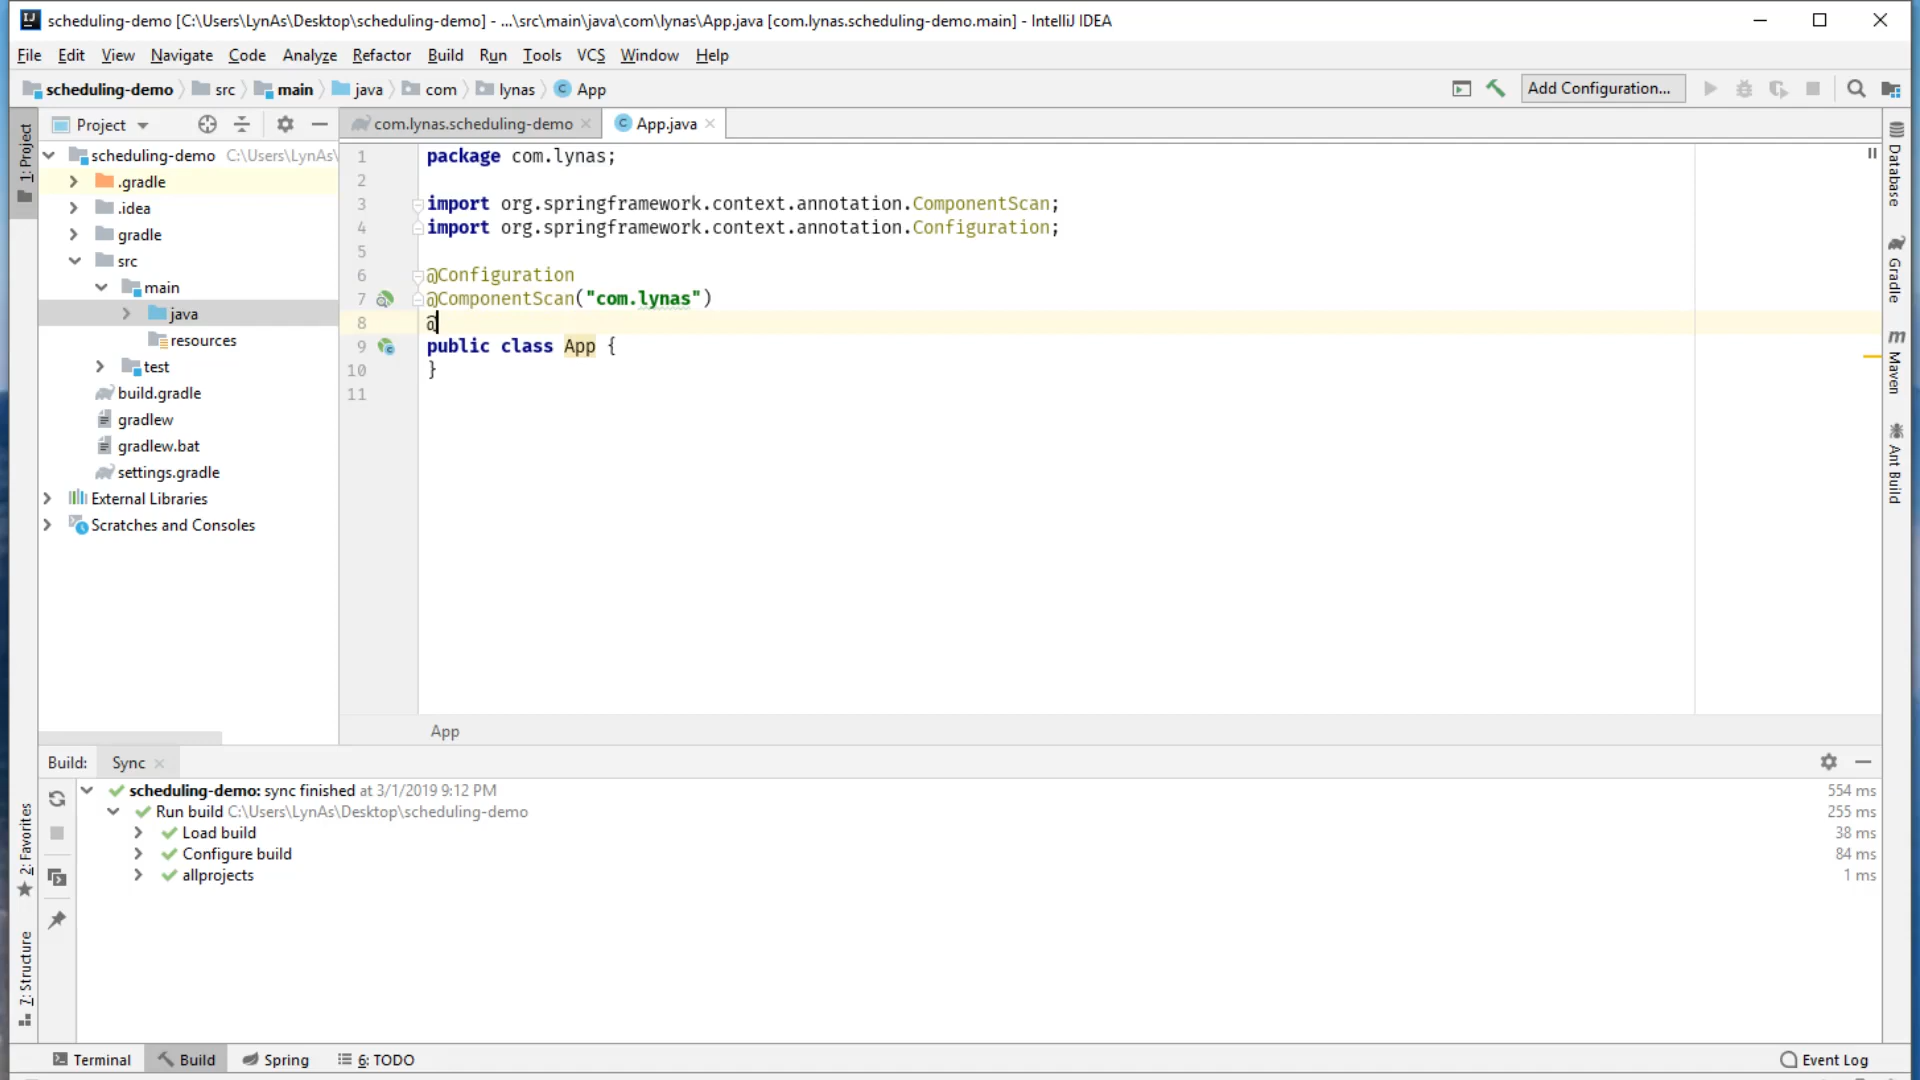 scheduling-demo [C:\Users\LynAs\Desktop\scheduling-demo] - ...\src\main\java\com\lynas\App.java [com.lynas.scheduling-demo.main] - IntelliJ IDEA
File Edit View Navigate Code Analyze Refactor Build Run Tools VCS Window Help
scheduling-demo src main java com lynas App Add Configuration...
Project com.lynas.scheduling-demo App.java
1: Project
scheduling-demo C:\Users\LynAs\
.gradle
.idea
gradle
src
main
java
resources
test
build.gradle
gradlew
gradlew.bat
settings.gradle
External Libraries
Scratches and Consoles
1 package com.lynas;
2
3 import org.springframework.context.annotation.ComponentScan;
4 import org.springframework.context.annotation.Configuration;
5
6 @Configuration
7 @ComponentScan("com.lynas")
8 @
9 public class App {
10 }
11
App
Database
Gradle
Maven
Ant Build
Build: Sync
scheduling-demo: sync finished at 3/1/2019 9:12 PM 554 ms
Run build C:\Users\LynAs\Desktop\scheduling-demo 255 ms
Load build 38 ms
Configure build 84 ms
allprojects 1 ms
2: Favorites
7: Structure
Terminal Build Spring 6: TODO Event Log